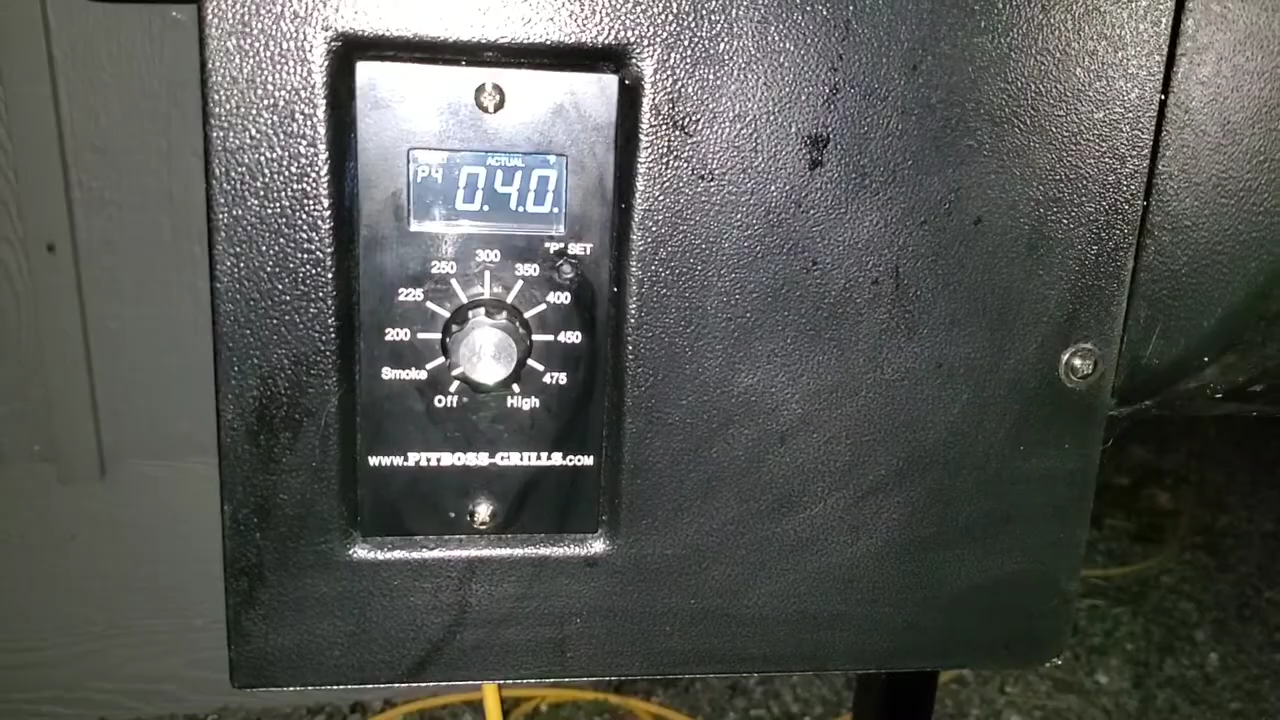 ACTUAL °F
P4 0.4.0.
"P" SET
300
250 350
225 400
200 450
Smoke 475
Off High
WWW.PITBOSS-GRILLS.COM